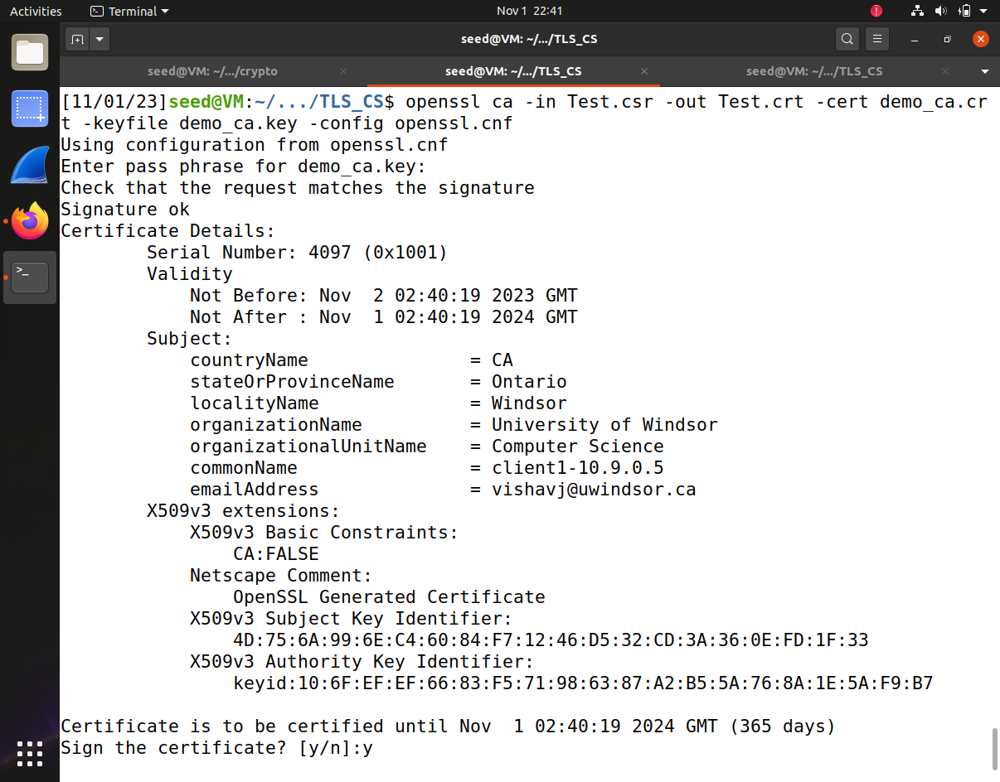 Activities Terminal Nov 1 22:41
seed@VM: ~/.../TLS_CS
seed@VM: ~/.../crypto seed@VM: ~/.../TLS_CS seed@VM: ~/.../TLS_CS
[11/01/23]seed@VM:~/.../TLS_CS$ openssl ca -in Test.csr -out Test.crt -cert demo_ca.cr
t -keyfile demo_ca.key -config openssl.cnf
Using configuration from openssl.cnf
Enter pass phrase for demo_ca.key:
Check that the request matches the signature
Signature ok
Certificate Details:
        Serial Number: 4097 (0x1001)
        Validity
            Not Before: Nov  2 02:40:19 2023 GMT
            Not After : Nov  1 02:40:19 2024 GMT
        Subject:
            countryName               = CA
            stateOrProvinceName       = Ontario
            localityName              = Windsor
            organizationName          = University of Windsor
            organizationalUnitName    = Computer Science
            commonName                = client1-10.9.0.5
            emailAddress              = vishavj@uwindsor.ca
        X509v3 extensions:
            X509v3 Basic Constraints:
                CA:FALSE
            Netscape Comment:
                OpenSSL Generated Certificate
            X509v3 Subject Key Identifier:
                4D:75:6A:99:6E:C4:60:84:F7:12:46:D5:32:CD:3A:36:0E:FD:1F:33
            X509v3 Authority Key Identifier:
                keyid:10:6F:EF:EF:66:83:F5:71:98:63:87:A2:B5:5A:76:8A:1E:5A:F9:B7
Certificate is to be certified until Nov  1 02:40:19 2024 GMT (365 days)
Sign the certificate? [y/n]:y